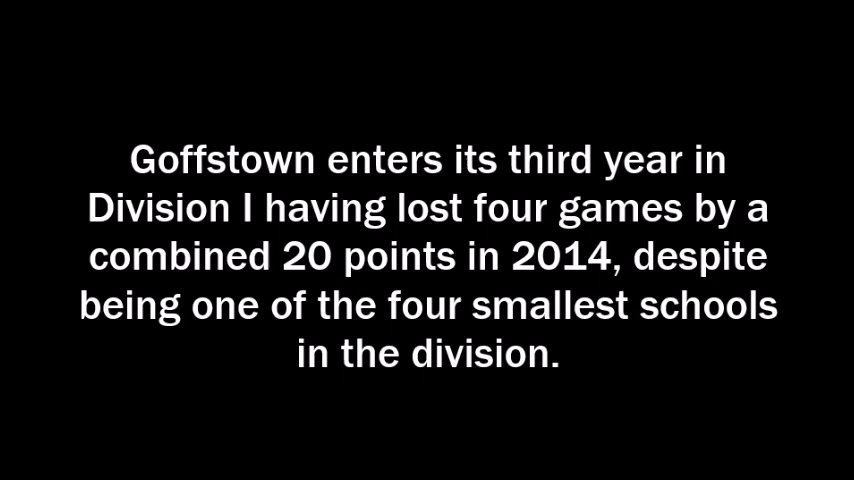 Goffstown enters its third year in
Division I having lost four games by a
combined 20 points in 2014, despite
being one of the four smallest schools
in the division.